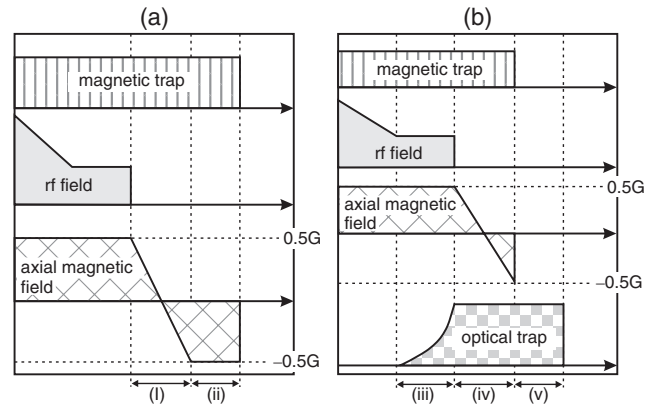 (a)
magnetic trap
rf field
0.5G
axial magnetic
field
–0.5G
(I)
(ii)
(b)
magnetic trap
rf field
0.5G
axial magnetic
field
–0.5G
optical trap
(iii)
(iv)
(v)